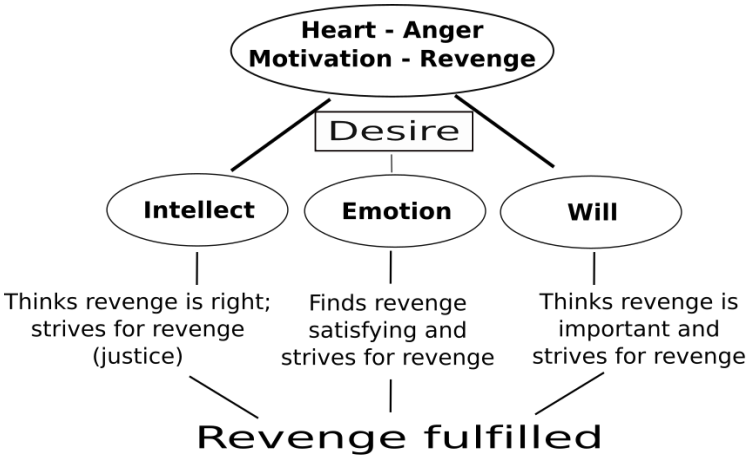 Heart - Anger
Motivation - Revenge
Desire
Intellect
Emotion
Will
Thinks revenge is right;
strives for revenge
(justice)
Finds revenge
satisfying and
strives for revenge
Thinks revenge is
important and
strives for revenge
Revenge fulfilled